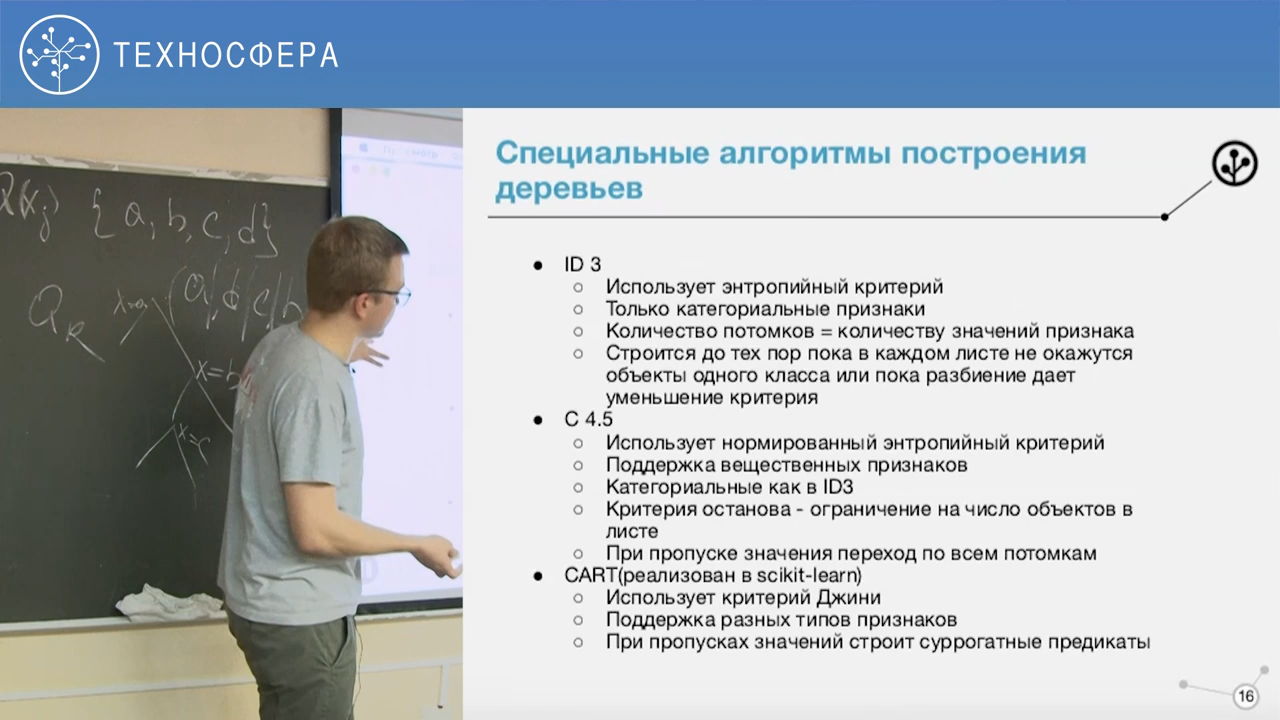 ТЕХНОСФЕРА
Специальные алгоритмы построения
деревьев
{a, b, c, d}
Q
x=b
● ID 3
○ Использует энтропийный критерий
○ Только категориальные признаки
○ Количество потомков = количеству значений признака
○ Строится до тех пор пока в каждом листе не окажутся
объекты одного класса или пока разбиение дает
уменьшение критерия
● C 4.5
○ Использует нормированный энтропийный критерий
○ Поддержка вещественных признаков
○ Категориальные как в ID3
○ Критерия останова - ограничение на число объектов в
листе
○ При пропуске значения переход по всем потомкам
● CART(реализован в scikit-learn)
○ Использует критерий Джини
○ Поддержка разных типов признаков
○ При пропусках значений строит суррогатные предикаты
16